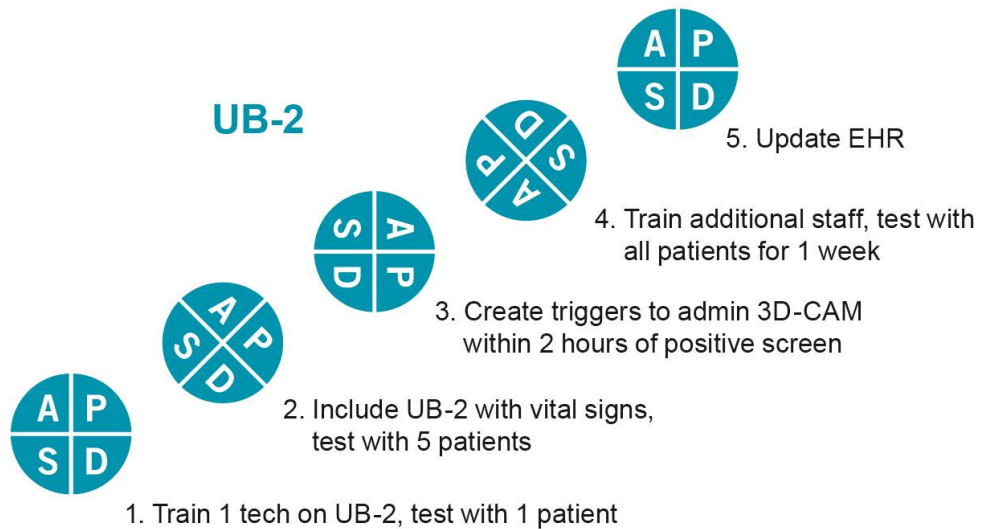 A P
S D
5. Update EHR
UB-2
A P
S D
4. Train additional staff, test with
all patients for 1 week
A P
S D
3. Create triggers to admin 3D-CAM
within 2 hours of positive screen
A P
S D
2. Include UB-2 with vital signs,
test with 5 patients
A P
S D
1. Train 1 tech on UB-2, test with 1 patient